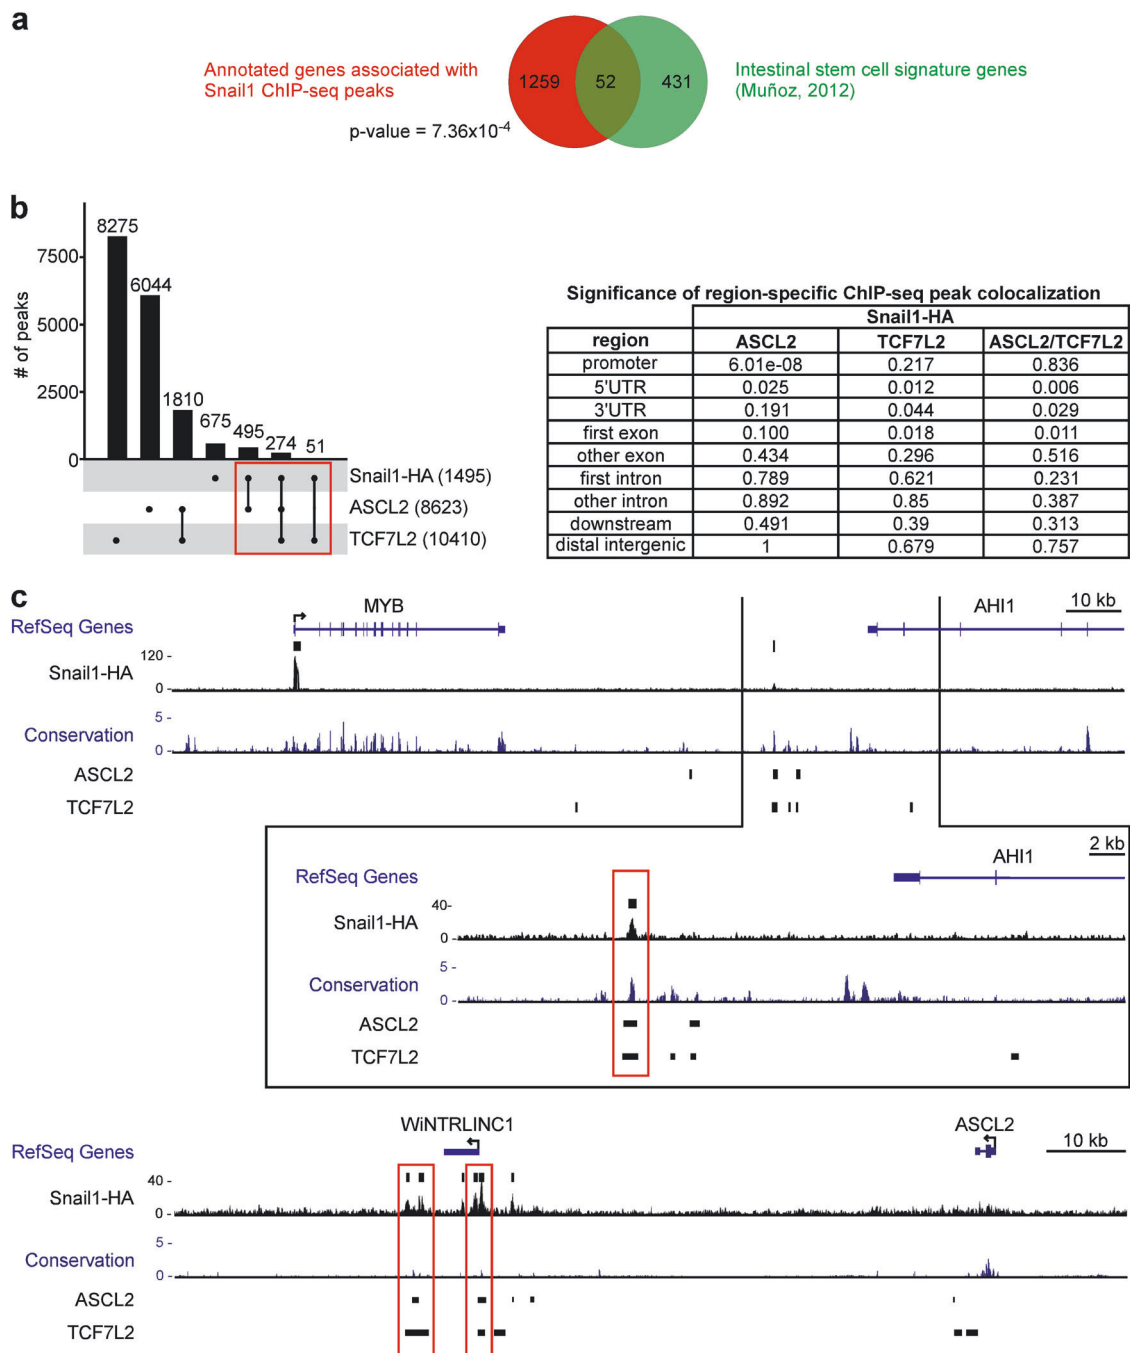 a
Annotated genes associated with
Snail1 ChIP-seq peaks
1259
52
431
Intestinal stem cell signature genes
(Muñoz, 2012)
p-value = 7.36x10⁻⁴
b
# of peaks
7500
5000
2500
0
8275
6044
1810
675
495
274
51
Snail1-HA (1495)
ASCL2 (8623)
TCF7L2 (10410)
Significance of region-specific ChIP-seq peak colocalization
Snail1-HA
region ASCL2 TCF7L2 ASCL2/TCF7L2
promoter 6.01e-08 0.217 0.836
5'UTR 0.025 0.012 0.006
3'UTR 0.191 0.044 0.029
first exon 0.100 0.018 0.011
other exon 0.434 0.296 0.516
first intron 0.789 0.621 0.231
other intron 0.892 0.85 0.387
downstream 0.491 0.39 0.313
distal intergenic 1 0.679 0.757
c
MYB
AHI1
10 kb
RefSeq Genes
120 -
Snail1-HA
0 -
5 -
Conservation
0 -
ASCL2
TCF7L2
AHI1
2 kb
RefSeq Genes
40-
Snail1-HA
0 -
5 -
Conservation
0 -
ASCL2
TCF7L2
WiNTRLINC1
ASCL2
10 kb
RefSeq Genes
40 -
Snail1-HA
0 -
5 -
Conservation
0 -
ASCL2
TCF7L2